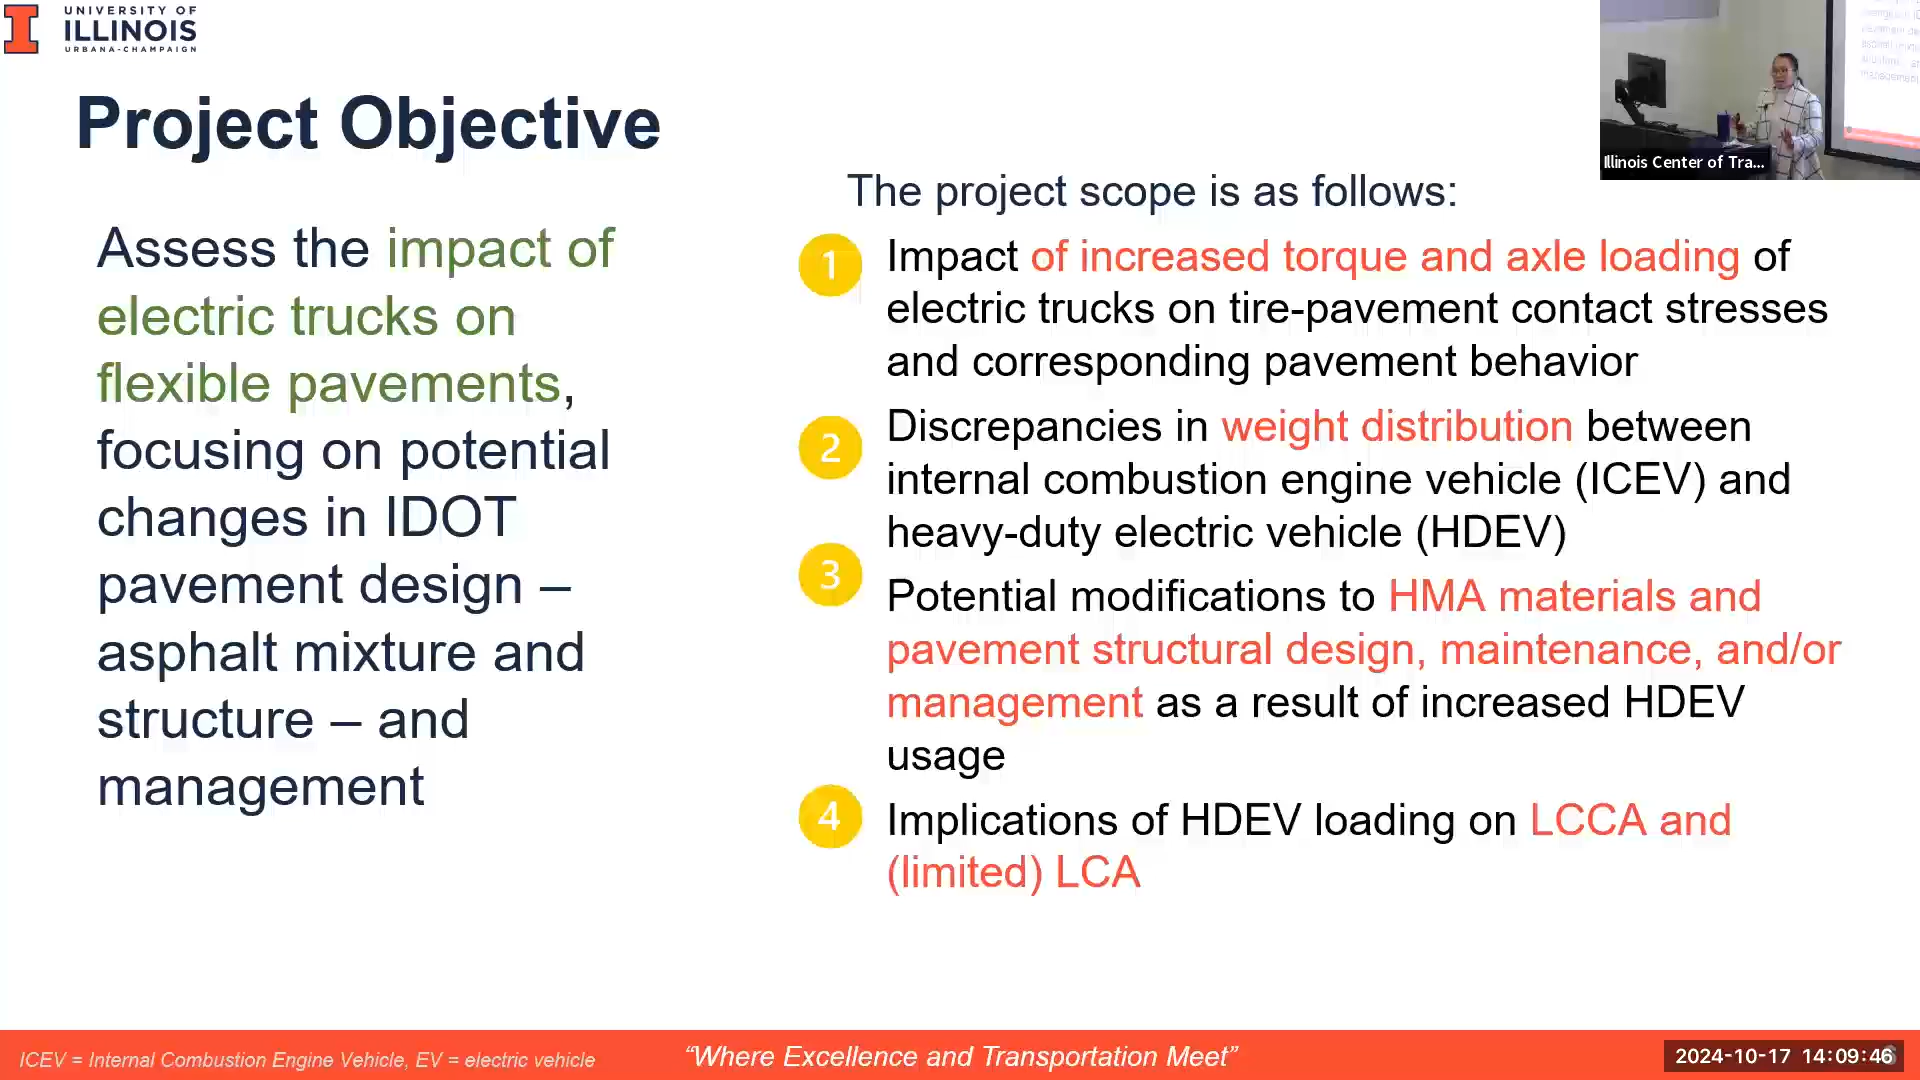 UNIVERSITY OF
ILLINOIS
URBANA-CHAMPAIGN
Project Objective
Assess the impact of
electric trucks on
flexible pavements,
focusing on potential
changes in IDOT
pavement design –
asphalt mixture and
structure – and
management
The project scope is as follows:
1 Impact of increased torque and axle loading of
electric trucks on tire-pavement contact stresses
and corresponding pavement behavior
2 Discrepancies in weight distribution between
internal combustion engine vehicle (ICEV) and
heavy-duty electric vehicle (HDEV)
3 Potential modifications to HMA materials and
pavement structural design, maintenance, and/or
management as a result of increased HDEV
usage
4 Implications of HDEV loading on LCCA and
(limited) LCA
Illinois Center of Tra...
ICEV = Internal Combustion Engine Vehicle, EV = electric vehicle
“Where Excellence and Transportation Meet”
2024-10-17 14:09:46